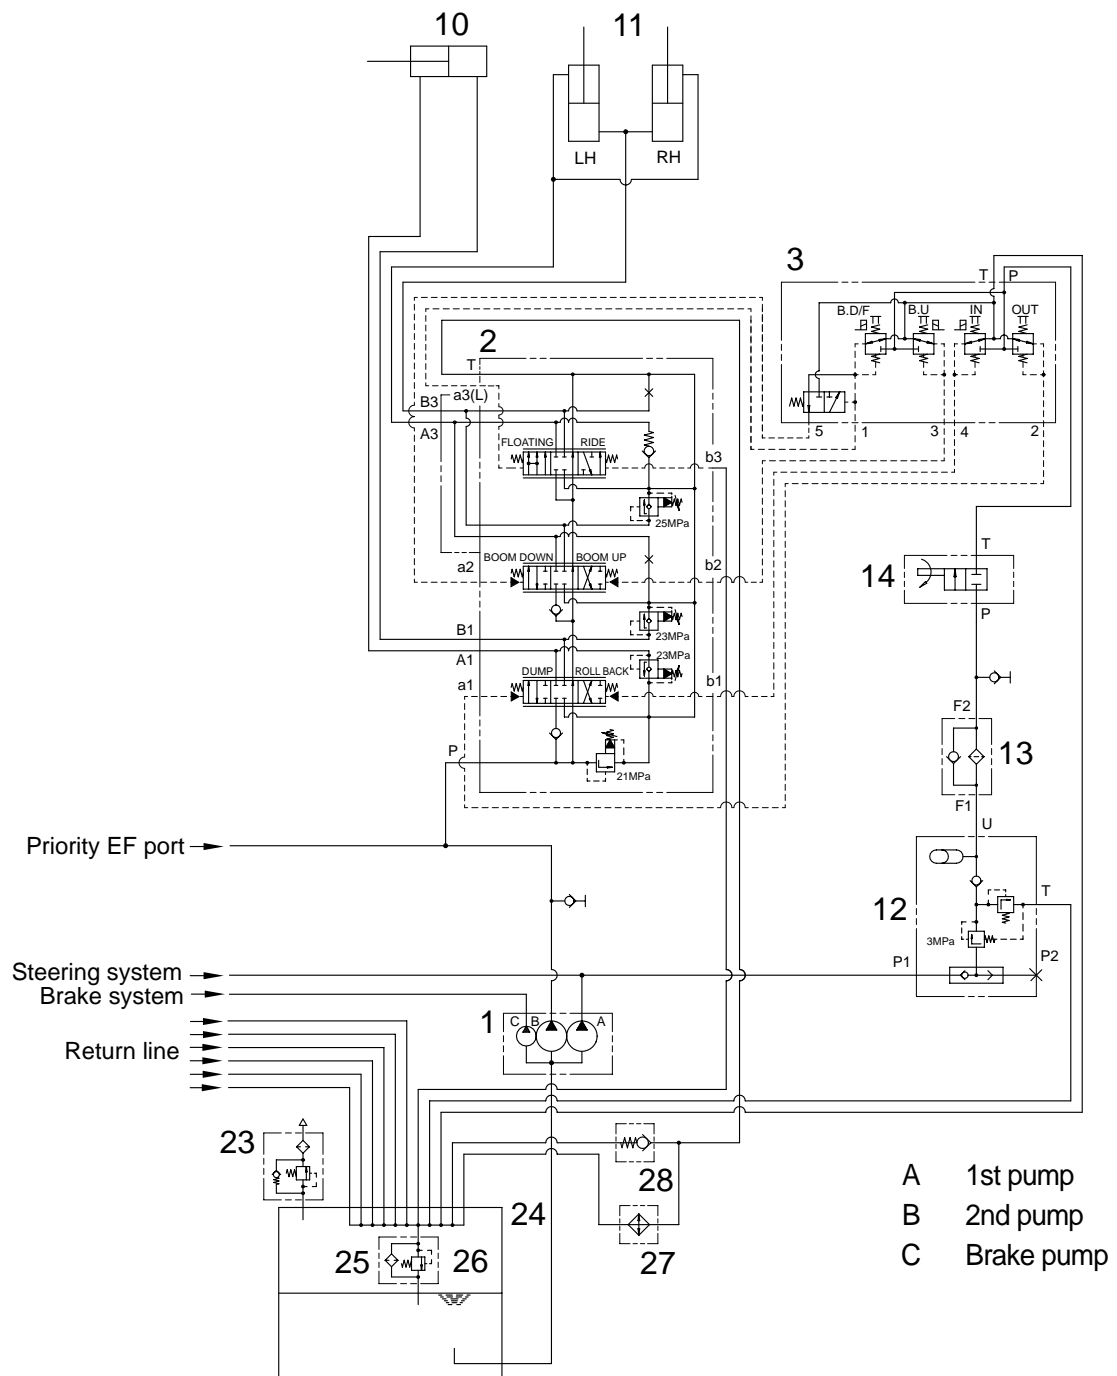 10
11
LH RH
3
T P
B.D/F B.U IN OUT
2
T
a3(L)
B3
A3
5 1 3 4 2
FLOATING RIDE
b3
25MPa
BOOM DOWN BOOM UP
a2
b2
T
14
P
23MPa
B1
23MPa
A1
DUMP ROLL BACK
a1
b1
F2
13
P
21MPa
F1
U
Priority EF port
12
T
3MPa
P1
P2
Steering system
Brake system
1
C B A
Return line
23
28
24
A 1st pump
B 2nd pump
C Brake pump
25
26
27